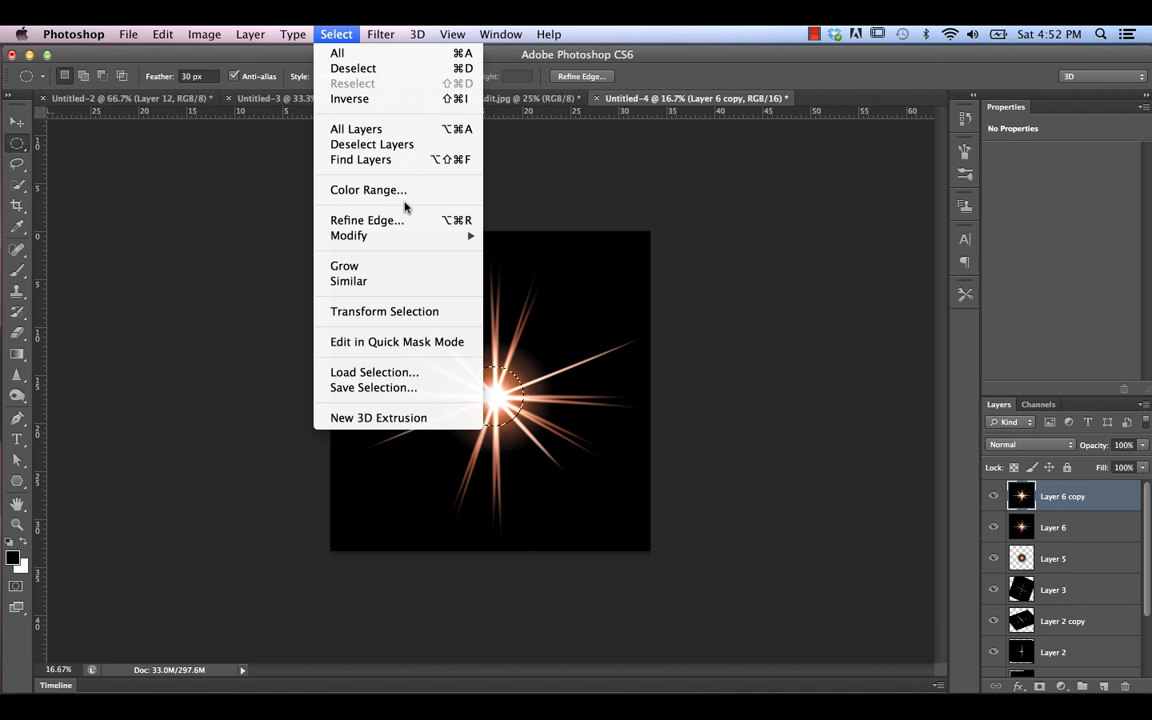 Photoshop File Edit Image Layer Type Select Filter 3D View Window Help Sat 4:52 PM
Adobe Photoshop CS6
Feather: 30 px Anti-alias Style: Refine Edge... 3D
Untitled-2 @ 66.7% (Layer 12, RGB/8) * Untitled-3 @ 33.3% dit.jpg @ 25% (RGB/8) * Untitled-4 @ 16.7% (Layer 6 copy, RGB/16) *
All ⌘A
Deselect ⌘D
Reselect ⇧⌘D
Inverse ⇧⌘I
All Layers ⌥⌘A
Deselect Layers
Find Layers ⌥⇧⌘F
Color Range...
Refine Edge... ⌥⌘R
Modify
Grow
Similar
Transform Selection
Edit in Quick Mask Mode
Load Selection...
Save Selection...
New 3D Extrusion
Properties
No Properties
Layers Channels
Kind
Normal Opacity: 100%
Lock: Fill: 100%
Layer 6 copy
Layer 6
Layer 5
Layer 3
Layer 2 copy
Layer 2
16.67% Doc: 33.0M/297.6M
Timeline